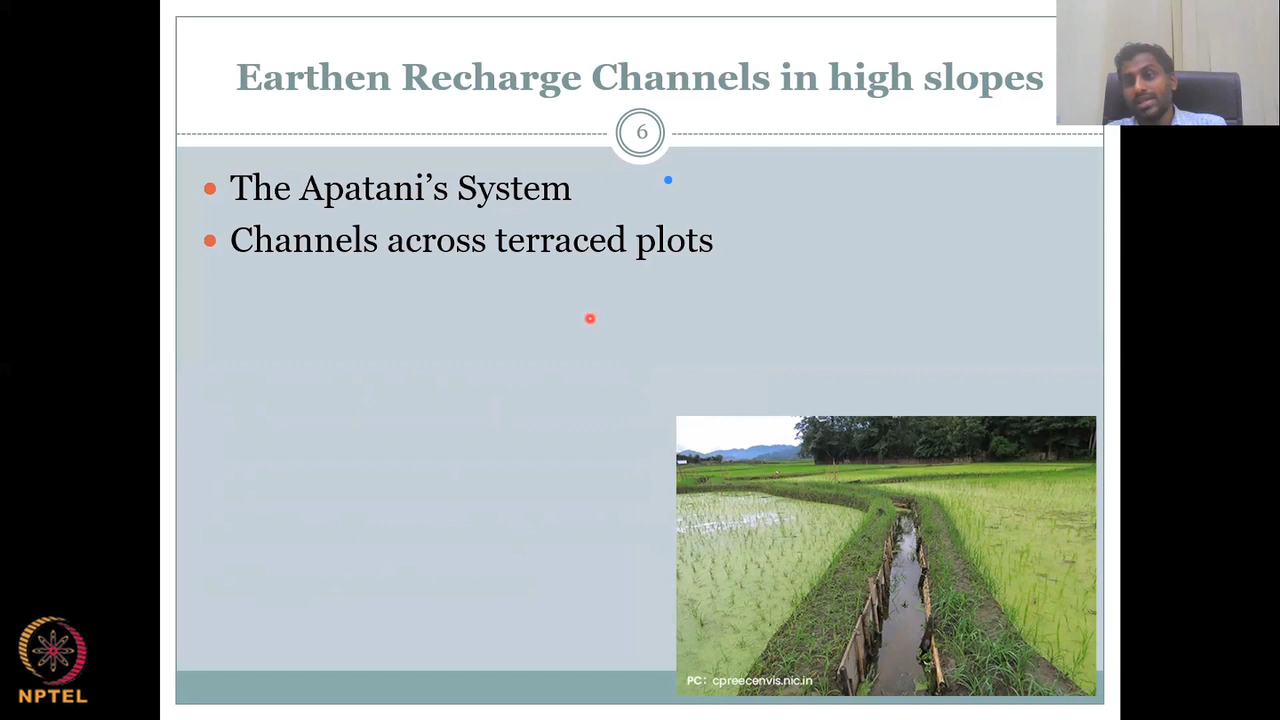 Earthen Recharge Channels in high slopes
6
The Apatani’s System
Channels across terraced plots
PC: cpreecenvis.nic.in
NPTEL